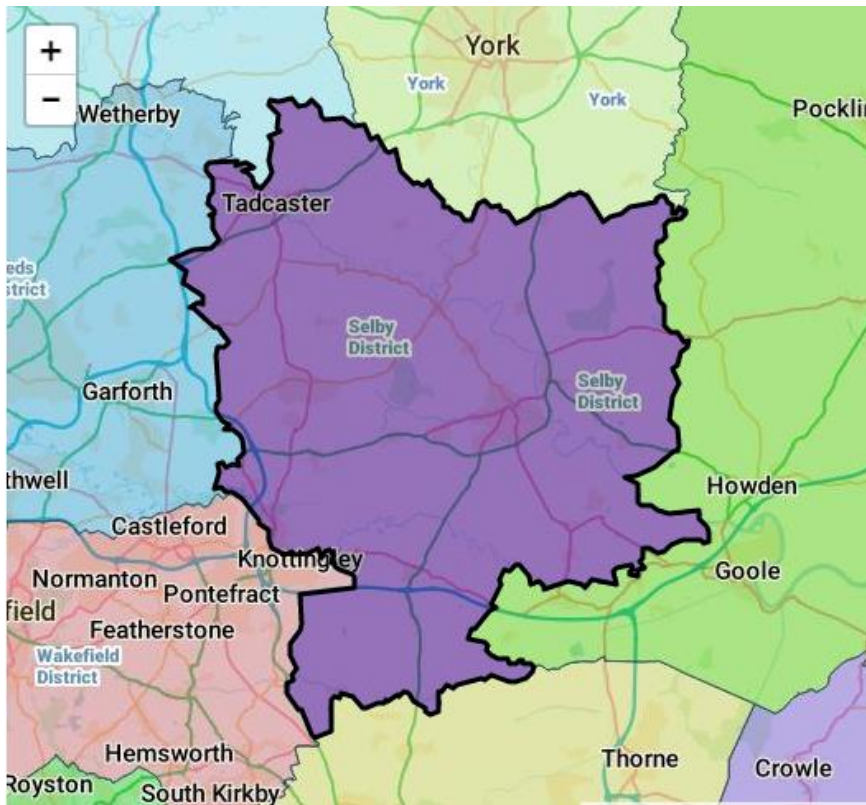 +
−
York
York
York
Wetherby
Pocklin
Tadcaster
eds
strict
Selby
District
Selby
District
Garforth
thwell
Howden
Castleford
Knottingley
Goole
Normanton
Pontefract
field
Featherstone
Wakefield
District
Hemsworth
Thorne
Crowle
Royston
South Kirkby